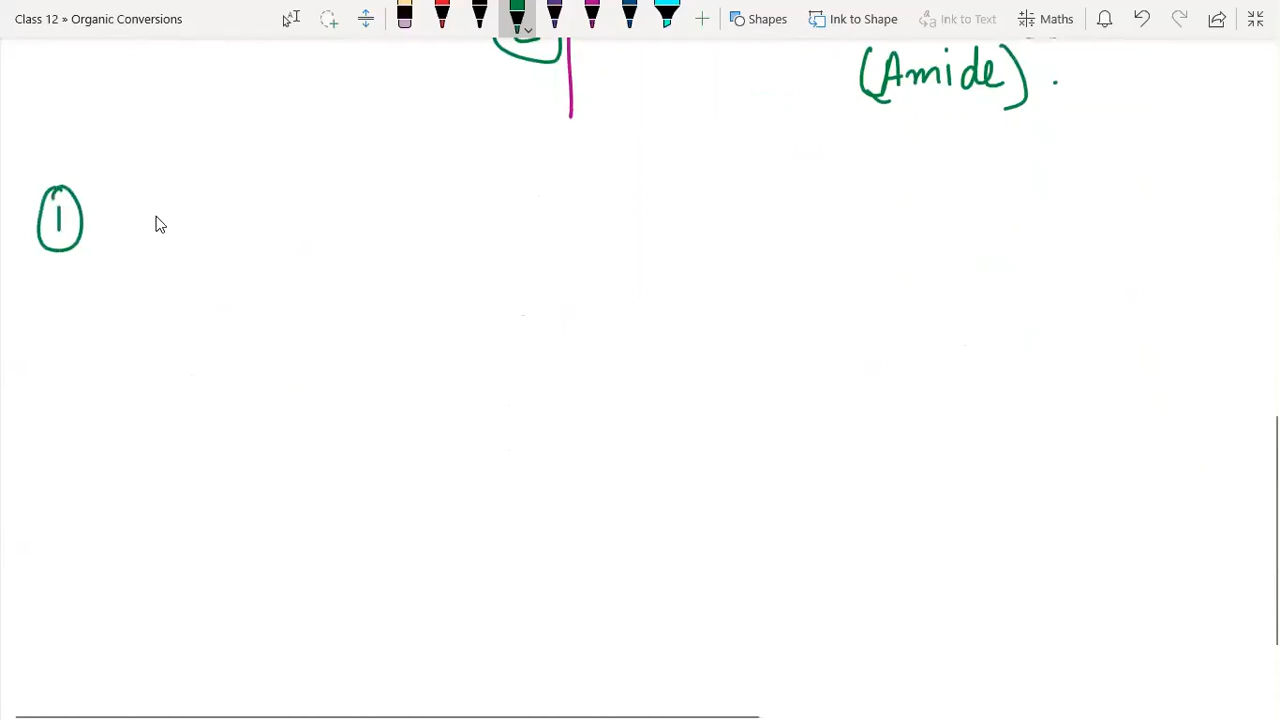 Class 12 » Organic Conversions
Shapes
Ink to Shape
Ink to Text
Maths
(Amide).
1